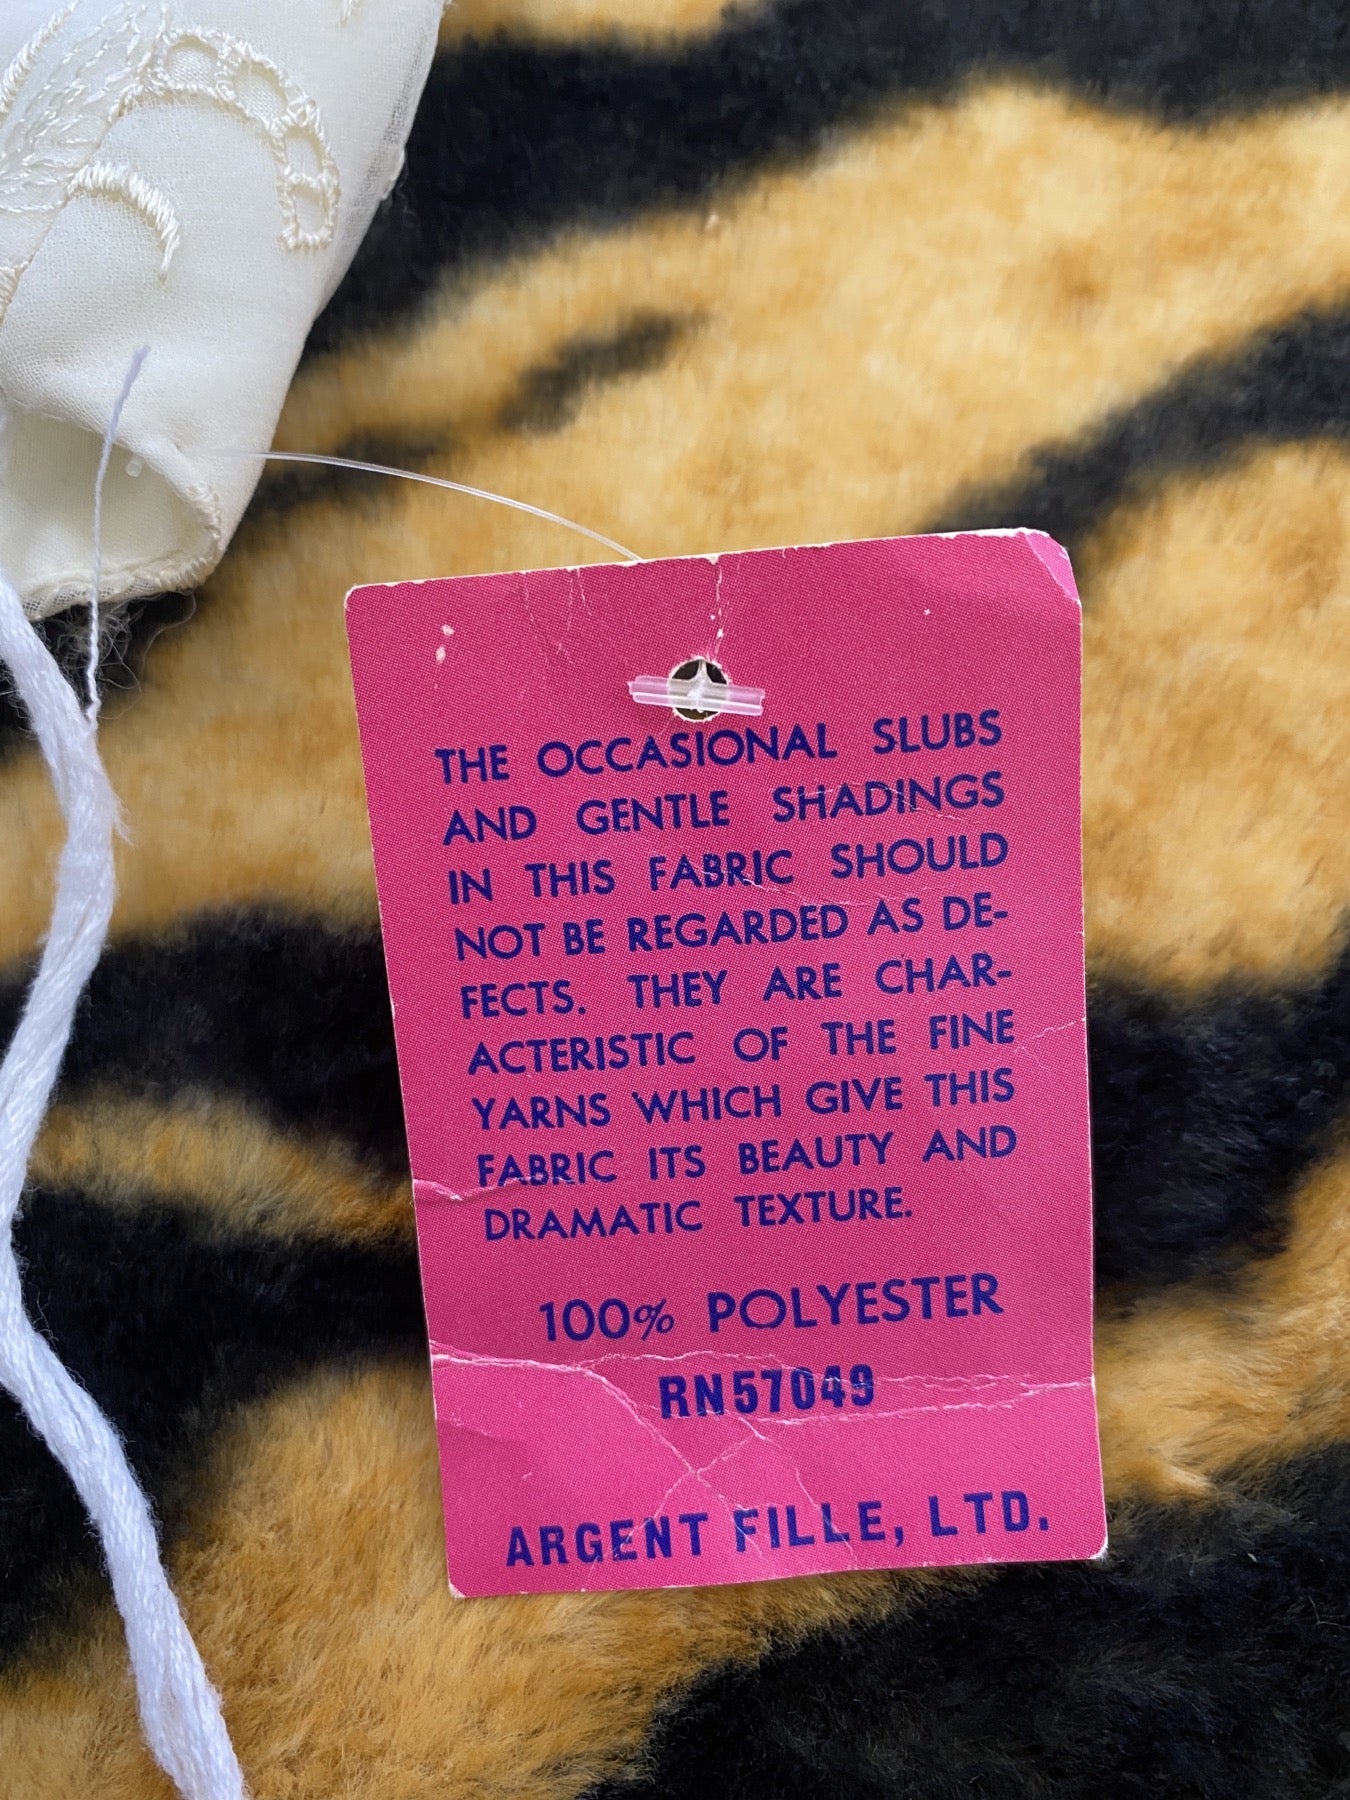 THE OCCASIONAL SLUBS
AND GENTLE SHADINGS
IN THIS FABRIC SHOULD
NOT BE REGARDED AS DE-
FECTS. THEY ARE CHAR-
ACTERISTIC OF THE FINE
YARNS WHICH GIVE THIS
FABRIC ITS BEAUTY AND
DRAMATIC TEXTURE.
100% POLYESTER
RN57049
ARGENT FILLE, LTD.